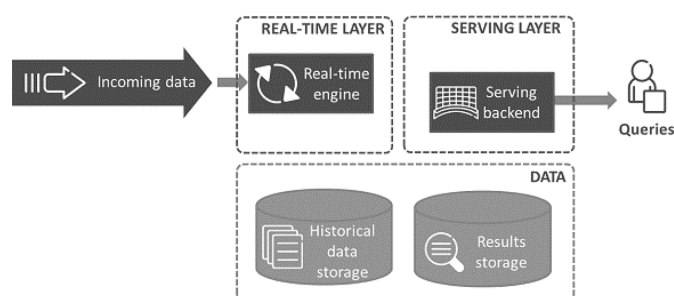 REAL-TIME LAYER
SERVING LAYER
Incoming data
Real-time
engine
Serving
backend
Queries
DATA
Historical
data
storage
Results
storage